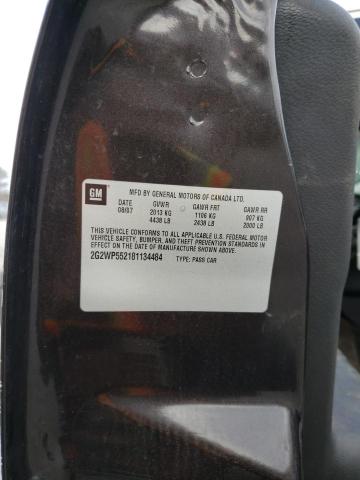 GM
MFD BY GENERAL MOTORS OF CANADA LTD.
DATE GVWR GAWR FRT GAWR RR
08/07 2013 KG 1106 KG 907 KG
4438 LB 2438 LB 2000 LB
THIS VEHICLE CONFORMS TO ALL APPLICABLE U.S. FEDERAL MOTOR
VEHICLE SAFETY, BUMPER, AND THEFT PREVENTION STANDARDS IN
EFFECT ON THE DATE OF MANUFACTURE SHOWN ABOVE.
2G2WP552181134484 TYPE: PASS CAR